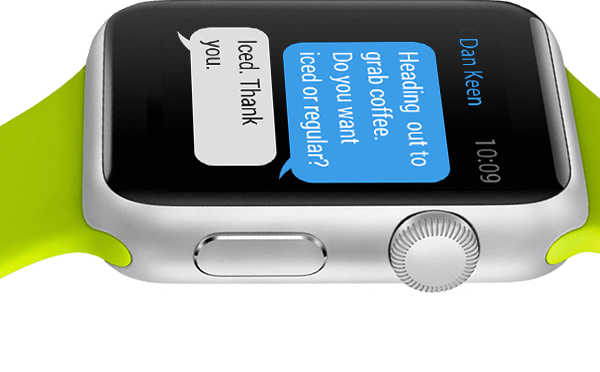 Dan Keen
10:09
Heading out to
grab coffee.
Do you want
iced or regular?
Iced. Thank
you.